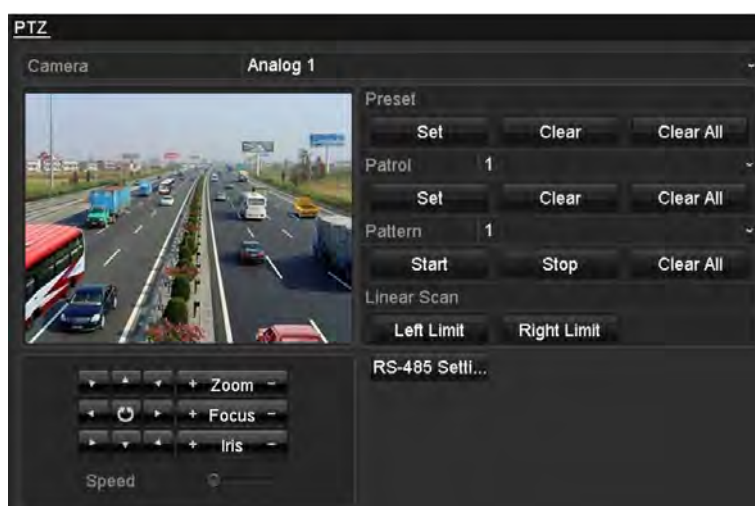 PTZ
Camera Analog 1
Preset
Set Clear Clear All
Patrol 1
Set Clear Clear All
Pattern 1
Start Stop Clear All
Linear Scan
Left Limit Right Limit
RS-485 Setti...
+ Zoom -
+ Focus -
+ Iris -
Speed